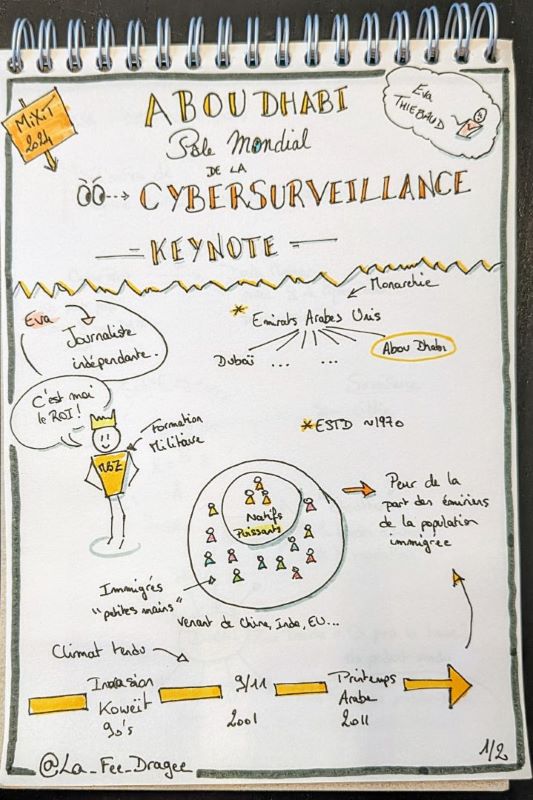 MiXiT
2024
ABOU DHABI
Pôle Mondial
DE LA
CYBERSURVEILLANCE
KEYNOTE
Eva
THIEBAUD
Eva
Journaliste
indépendante.
Monarchie
* Emirats Arabes Unis
Dubaï ... ... Abou Dhabi
C'est moi
le ROI!
MBZ
Formation
Militaire
*ESTD ~1970
Natifs
Puissants
Peur de la
part des émiriens
de la population
immigrée
Immigrés
"petites mains"
venant de Chine, Inde, EU...
Climat tendu
Invasion
Koweït
90's
9/11
2001
Printemps
Arabe
2011
@La_Fee_Dragee
1/2